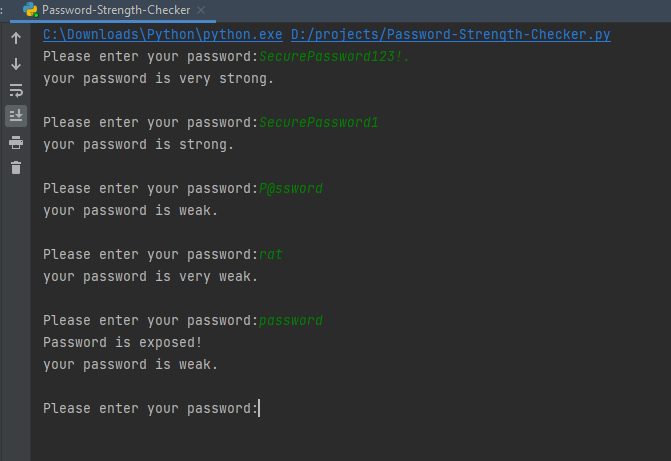 Password-Strength-Checker
C:\Downloads\Python\python.exe D:/projects/Password-Strength-Checker.py
Please enter your password:SecurePassword123!.
your password is very strong.
Please enter your password:SecurePassword1
your password is strong.
Please enter your password:P@ssword
your password is weak.
Please enter your password:rat
your password is very weak.
Please enter your password:password
Password is exposed!
your password is weak.
Please enter your password: